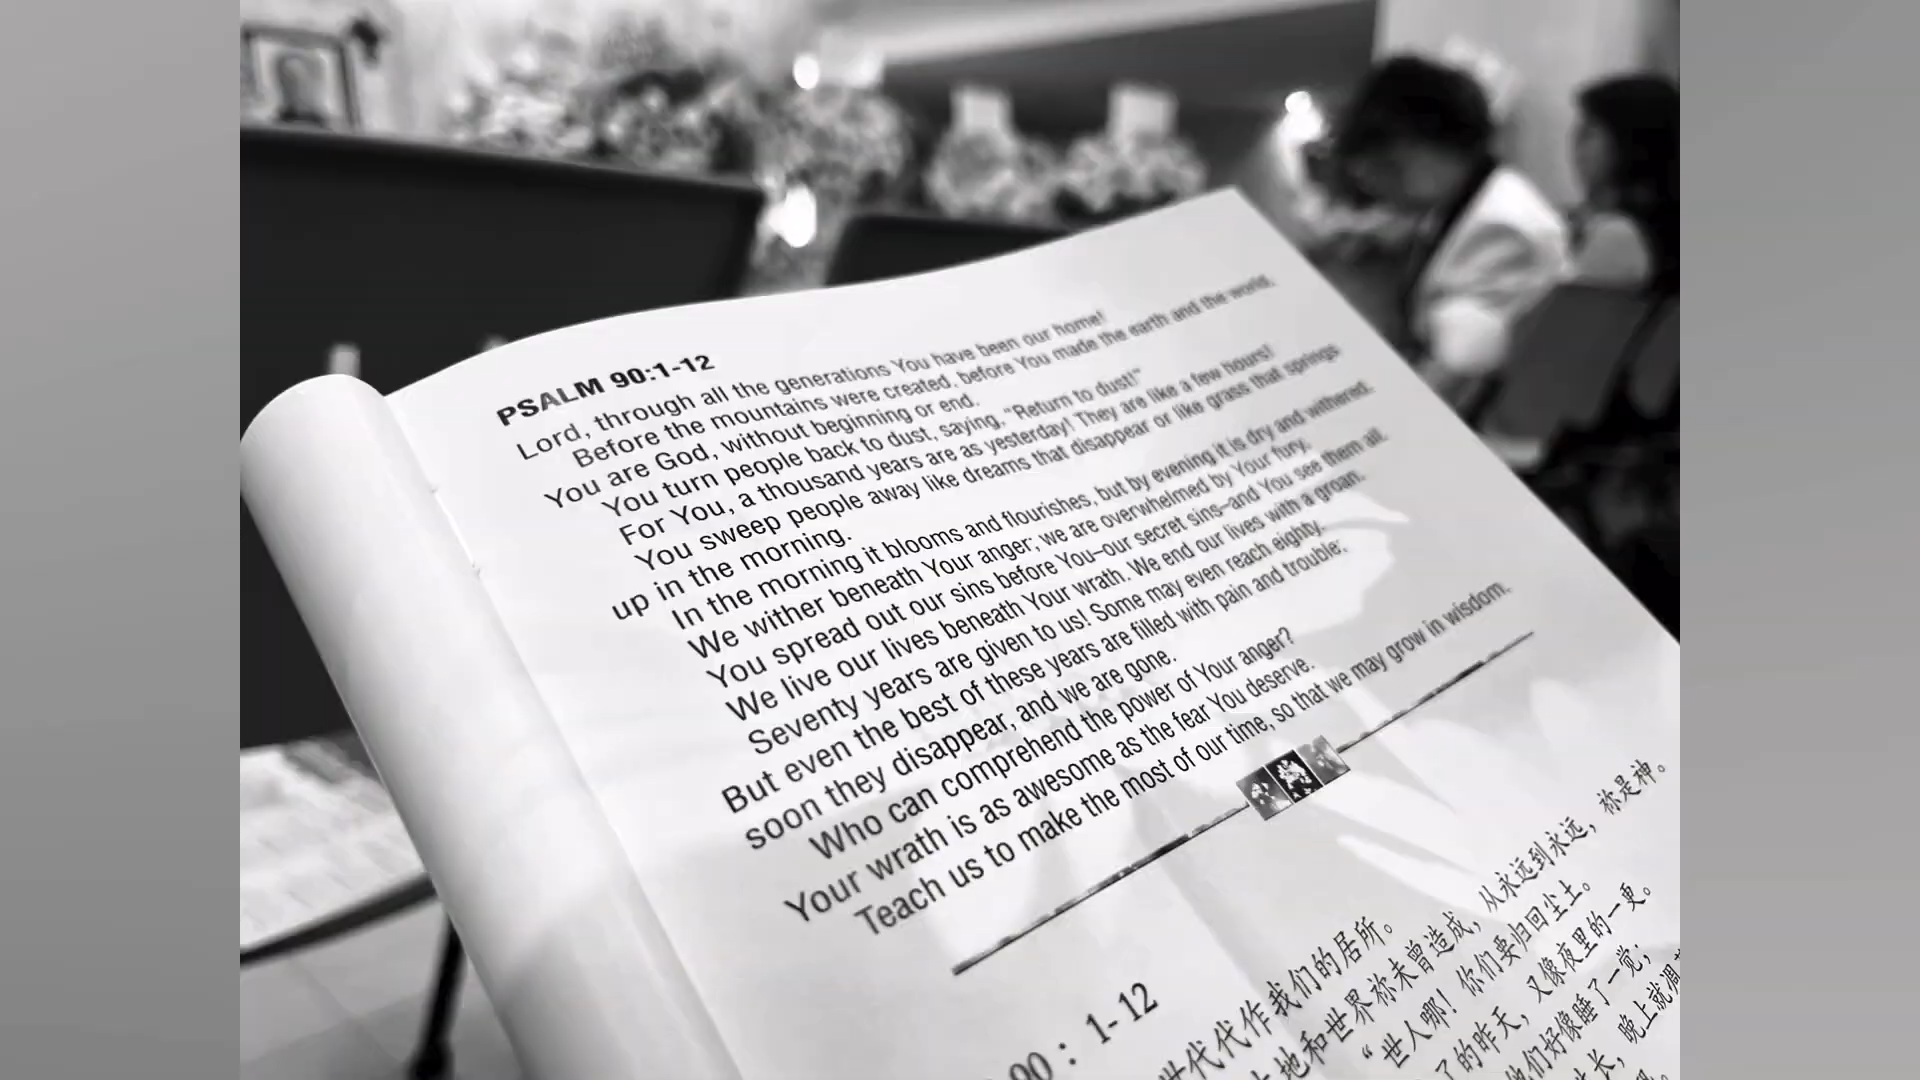 PSALM 90:1-12
Lord, through all the generations You have been our home!
Before the mountains were created, before You made the earth and the world,
You are God, without beginning or end.
You turn people back to dust, saying, “Return to dust!”
For You, a thousand years are as yesterday! They are like a few hours!
You sweep people away like dreams that disappear or like grass that springs
up in the morning.
In the morning it blooms and flourishes, but by evening it is dry and withered.
We wither beneath Your anger; we are overwhelmed by Your fury.
You spread out our sins before You–our secret sins–and You see them all.
We live our lives beneath Your wrath. We end our lives with a groan.
Seventy years are given to us! Some may even reach eighty.
But even the best of these years are filled with pain and trouble;
soon they disappear, and we are gone.
Who can comprehend the power of Your anger?
Your wrath is as awesome as the fear You deserve.
Teach us to make the most of our time, so that we may grow in wisdom.
90：1-12
世代代作我们的居所。
地和世界祢未曾造成，从永远到永远，祢是神。
“世人哪！你们要归回尘土。
了的昨天，又像夜里的一更。
他们好像睡了一觉；
长，晚上就凋